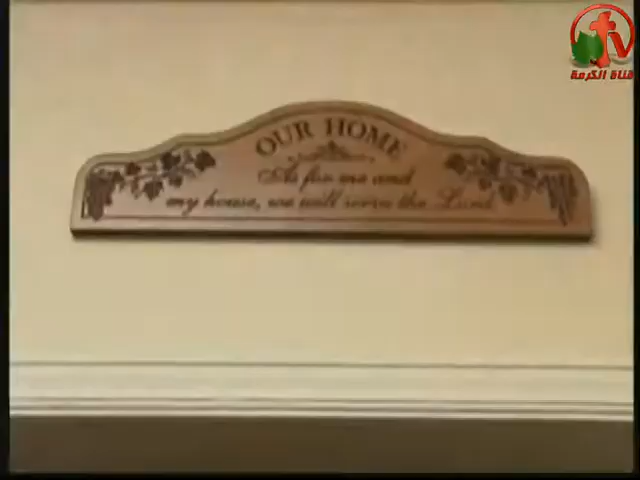 tv
قناة الكرمة
OUR HOME
As for me and
my house, we will serve the Lord.